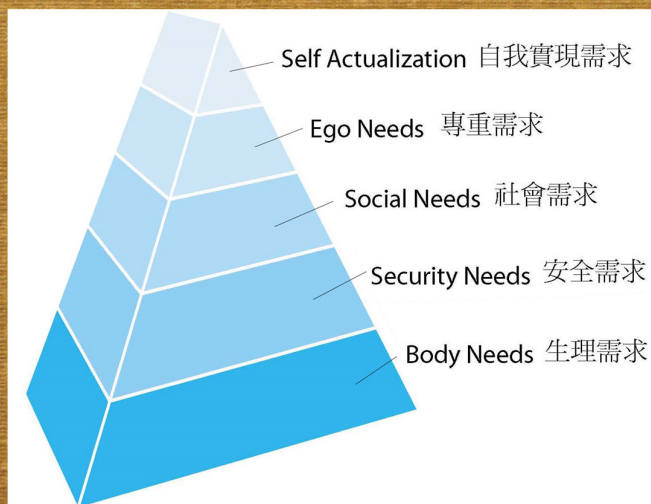 Self Actualization 自我實現需求
Ego Needs 專重需求
Social Needs 社會需求
Security Needs 安全需求
Body Needs 生理需求